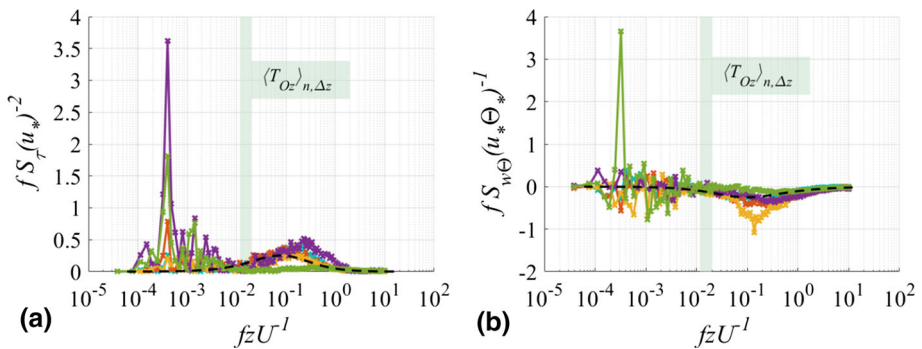 4
3.5
3
2.5
2
1.5
1
0.5
0
f S_τ(u_*)^-2
⟨T_Oz⟩_n,Δz
10^-5 10^-4 10^-3 10^-2 10^-1 10^0 10^1 10^2
(a)
fzU^-1
4
3
2
1
0
-1
-2
f S_wΘ(u_*Θ_*)^-1
⟨T_Oz⟩_n,Δz
10^-5 10^-4 10^-3 10^-2 10^-1 10^0 10^1 10^2
(b)
fzU^-1